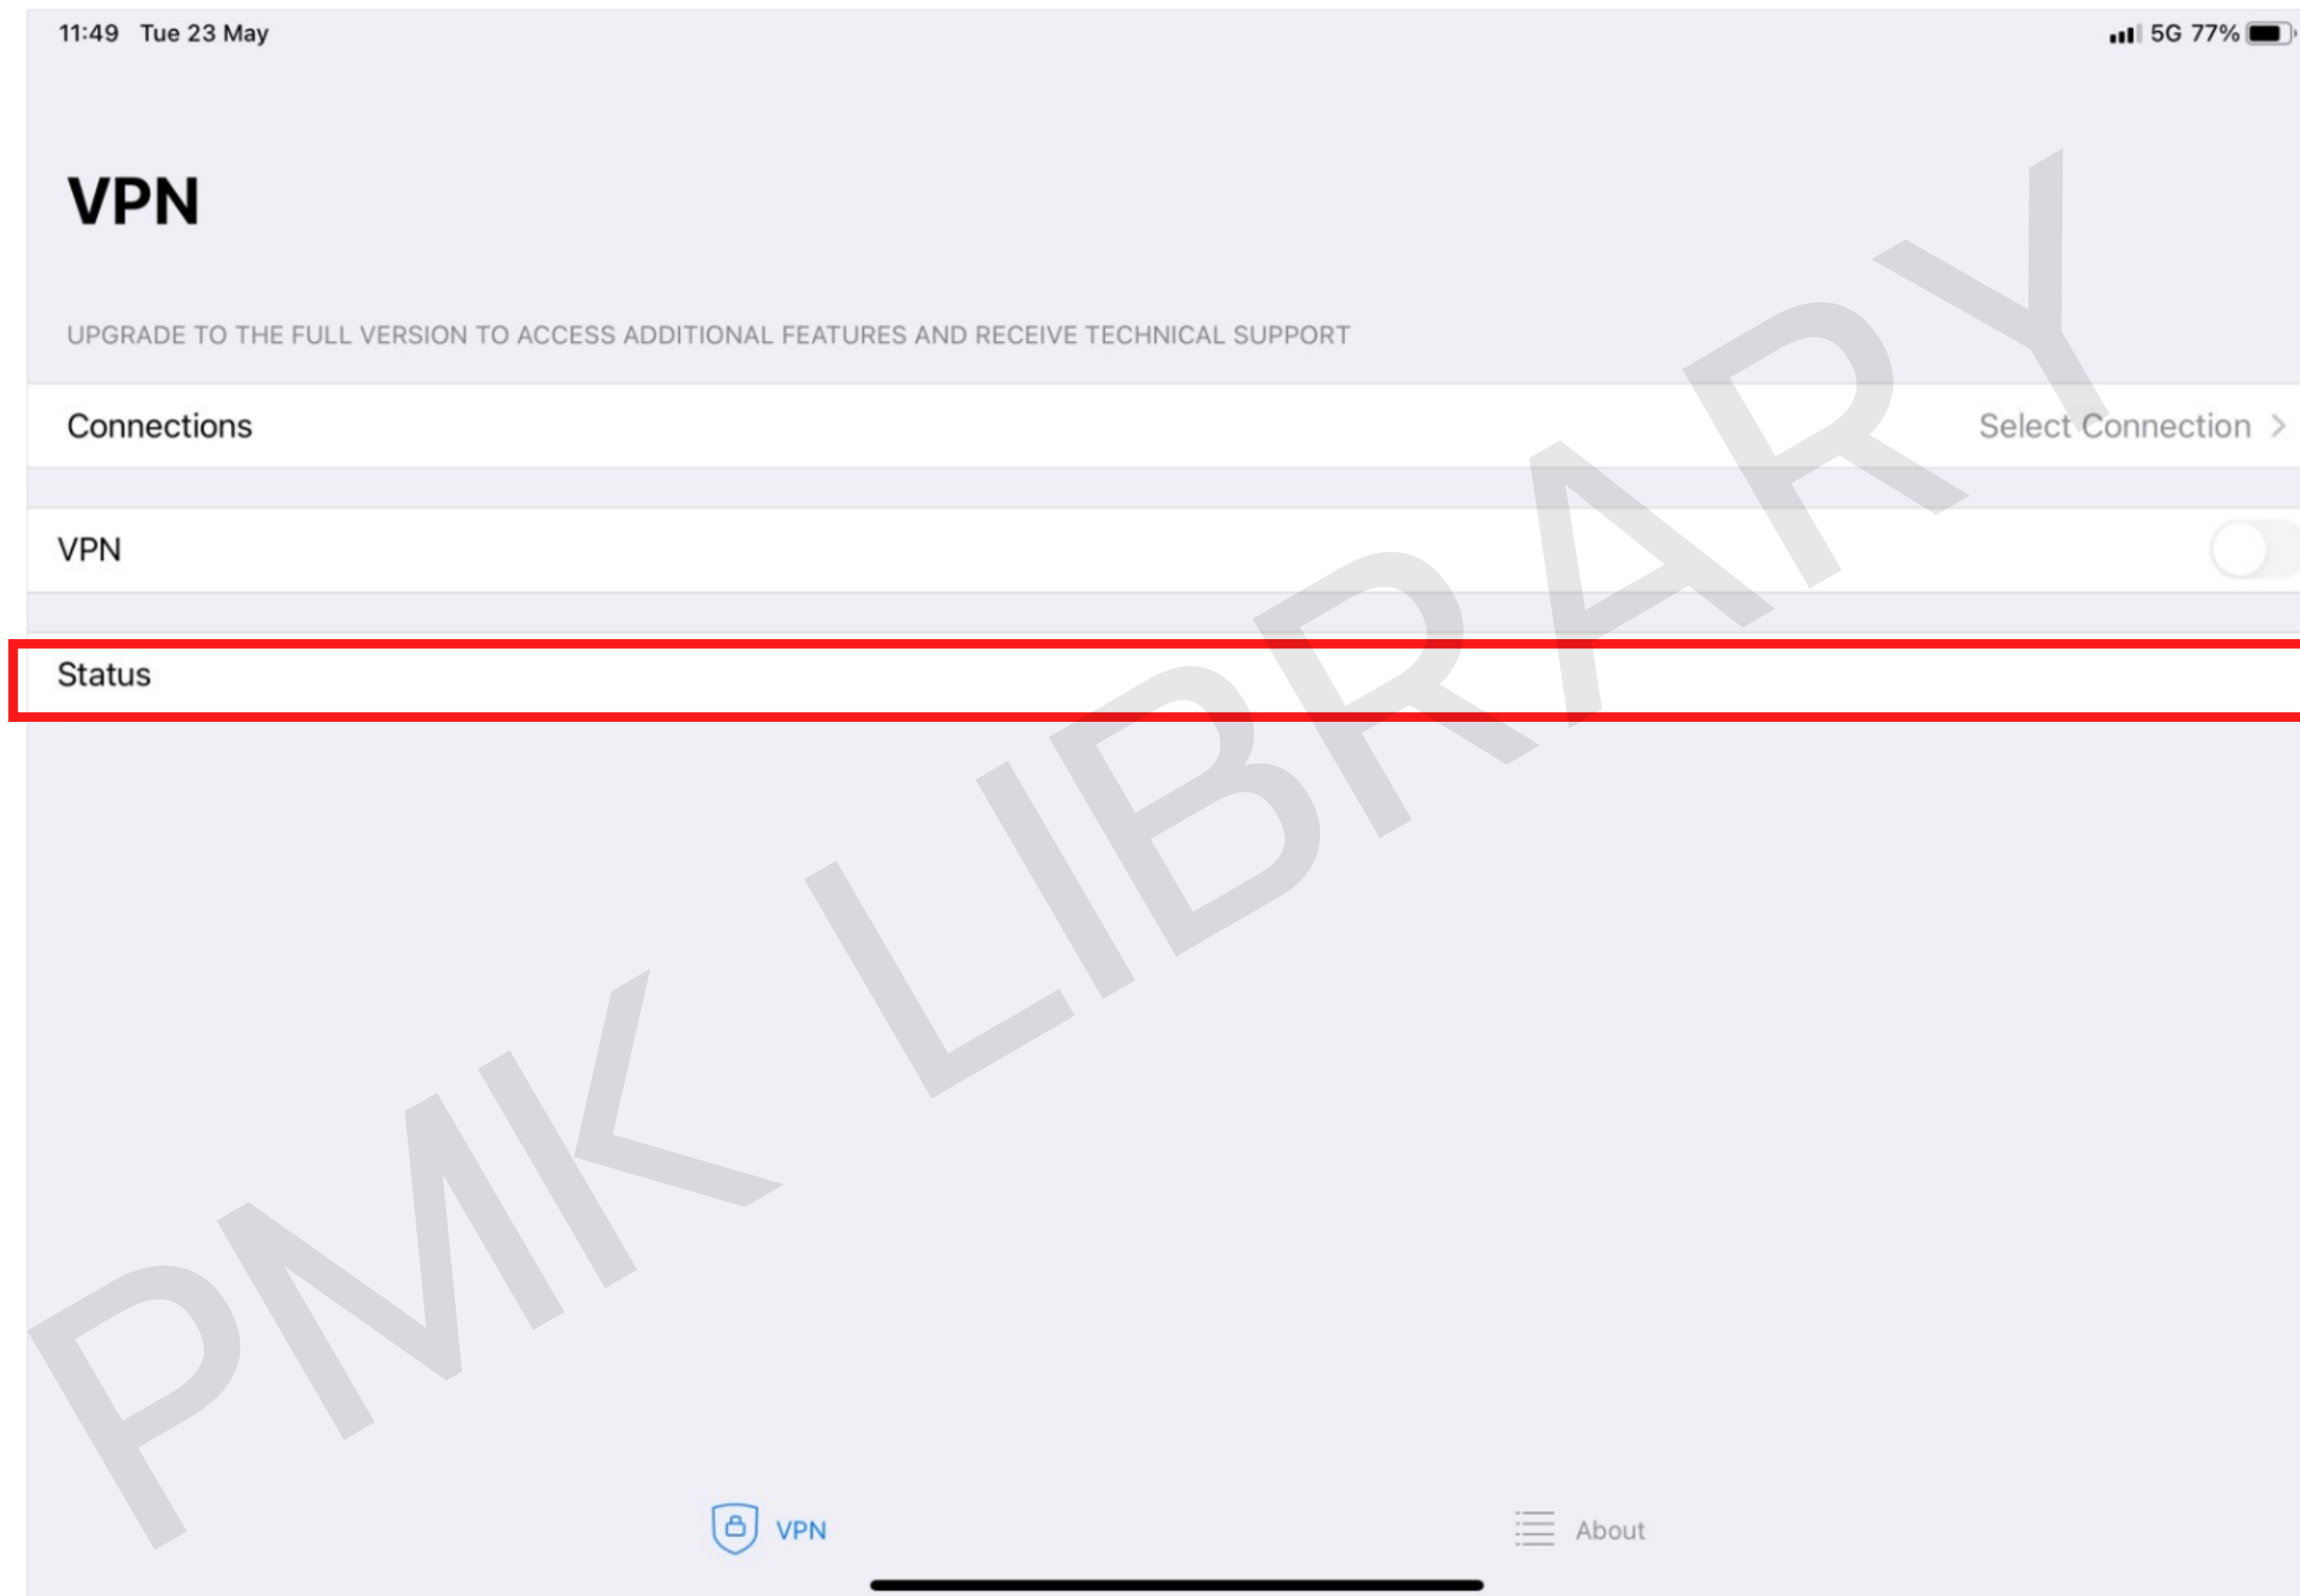 11:49 Tue 23 May
5G 77%
VPN
UPGRADE TO THE FULL VERSION TO ACCESS ADDITIONAL FEATURES AND RECEIVE TECHNICAL SUPPORT
Connections Select Connection >
VPN
Status
PMK LIBRARY
VPN About